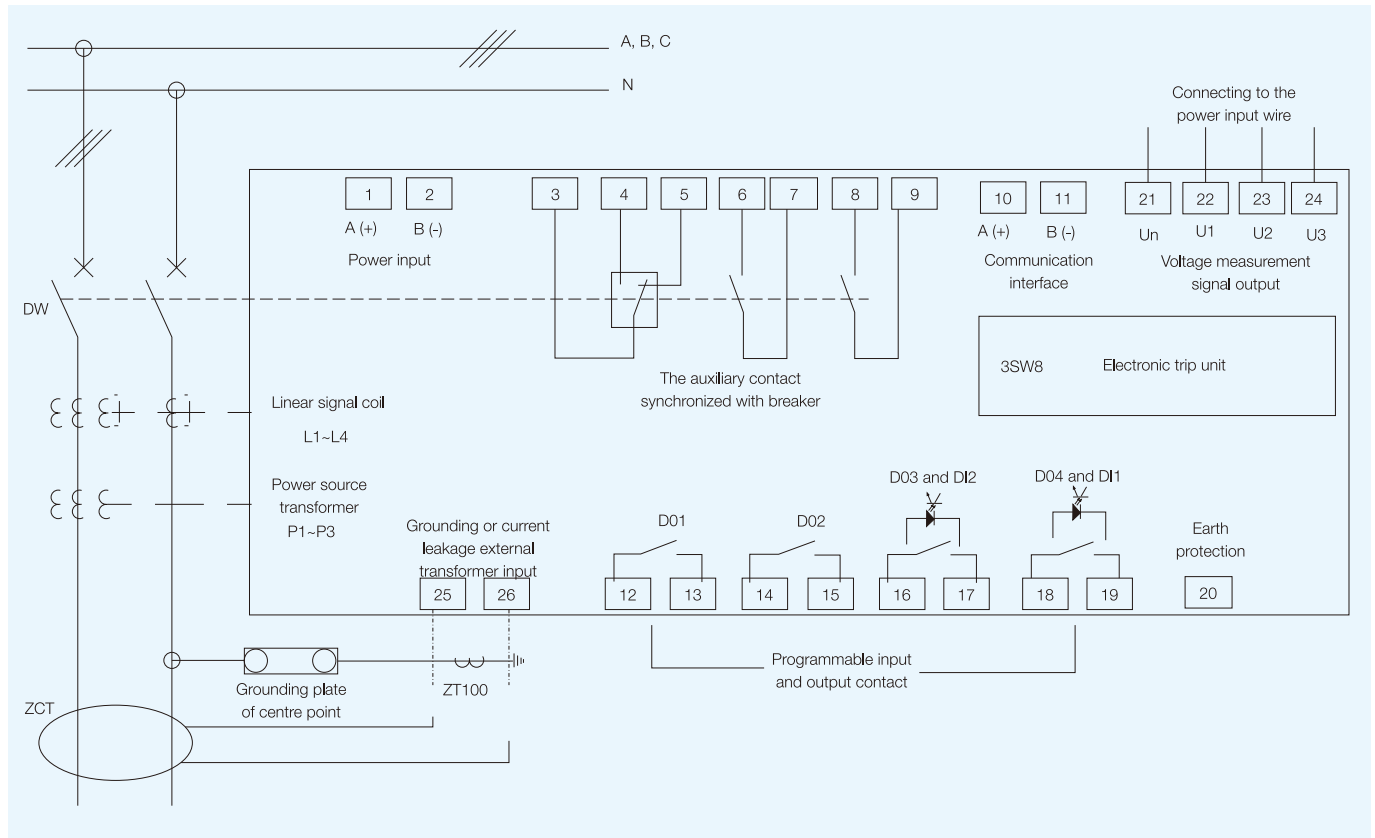 A, B, C
N
Connecting to the
power input wire
1
2
3
4
5
6
7
8
9
10
11
21
22
23
24
A (+)
B (-)
A (+)
B (-)
Un
U1
U2
U3
Power input
Communication
interface
Voltage measurement
signal output
DW
The auxiliary contact
synchronized with breaker
3SW8
Electronic trip unit
Linear signal coil
L1~L4
Power source
transformer
P1~P3
Grounding or current
leakage external
transformer input
D01
D02
D03 and DI2
D04 and DI1
Earth
protection
25
26
12
13
14
15
16
17
18
19
20
Programmable input
and output contact
Grounding plate
of centre point
ZT100
ZCT